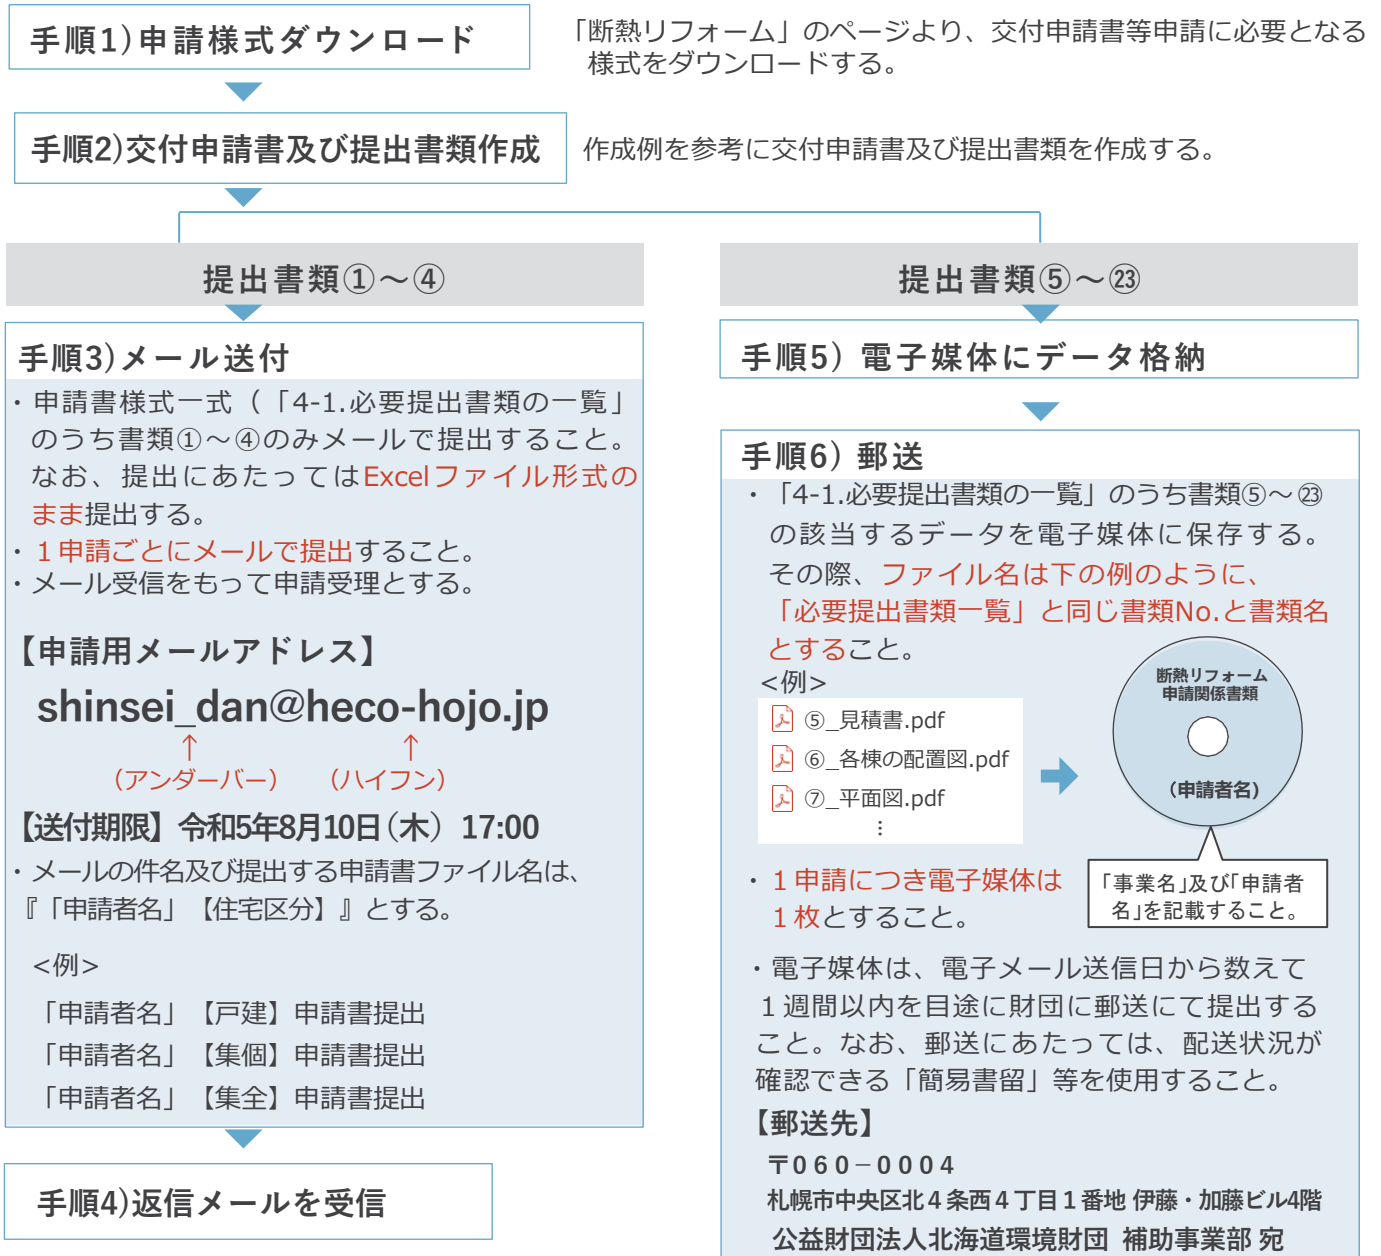 手順1)申請様式ダウンロード
「断熱リフォーム」のページより、交付申請書等申請に必要となる
様式をダウンロードする。
手順2)交付申請書及び提出書類作成
作成例を参考に交付申請書及び提出書類を作成する。
提出書類①～④
手順3)メール送付
・申請書様式一式（「4-1.必要提出書類の一覧」
のうち書類①～④のみメールで提出すること。
なお、提出にあたってはExcelファイル形式の
まま提出する。
・１申請ごとにメールで提出すること。
・メール受信をもって申請受理とする。
【申請用メールアドレス】
shinsei_dan@heco-hojo.jp
↑ ↑
（アンダーバー） （ハイフン）
【送付期限】令和5年8月10日（木）17:00
・メールの件名及び提出する申請書ファイル名は、
『「申請者名」【住宅区分】』とする。
<例>
「申請者名」【戸建】申請書提出
「申請者名」【集個】申請書提出
「申請者名」【集全】申請書提出
手順4)返信メールを受信
提出書類⑤～㉓
手順5) 電子媒体にデータ格納
手順6) 郵送
・「4-1.必要提出書類の一覧」のうち書類⑤～㉓
の該当するデータを電子媒体に保存する。
その際、ファイル名は下の例のように、
「必要提出書類一覧」と同じ書類No.と書類名
とすること。
<例>
⑤_見積書.pdf
⑥_各棟の配置図.pdf
⑦_平面図.pdf
⋮
断熱リフォーム
申請関係書類
（申請者名）
「事業名」及び「申請者
名」を記載すること。
・１申請につき電子媒体は
１枚とすること。
・電子媒体は、電子メール送信日から数えて
１週間以内を目途に財団に郵送にて提出する
こと。なお、郵送にあたっては、配送状況が
確認できる「簡易書留」等を使用すること。
【郵送先】
〒０６０－０００４
札幌市中央区北４条西４丁目１番地 伊藤・加藤ビル4階
公益財団法人北海道環境財団 補助事業部 宛